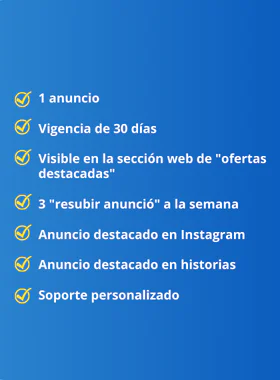 1 anuncio
Vigencia de 30 días
Visible en la sección web de "ofertas
destacadas"
3 "resubir anunció" a la semana
Anuncio destacado en Instagram
Anuncio destacado en historias
Soporte personalizado